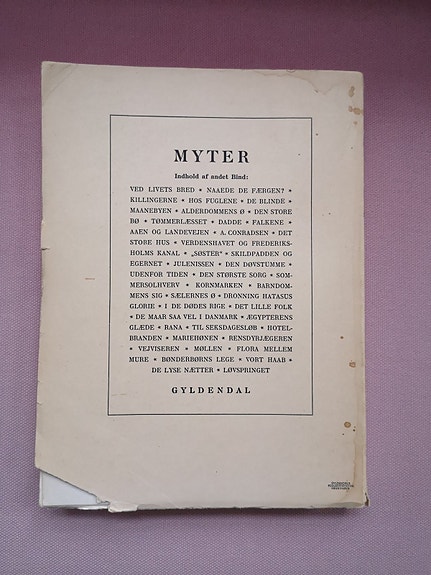 MYTER
Indhold af andet Bind:
VED LIVETS BRED * NAAEDE DE FÆRGEN? *
KILLINGERNE * HOS FUGLENE * DE BLINDE *
MAANEBYEN * ALDERDOMMENS Ø * DEN STORE
BØ * TØMMERLÆSSET * DADDE * FALKENE *
AAEN OG LANDEVEJEN * A. CONRADSEN * DET
STORE HUS * VERDENSHAVET OG FREDERIKS-
HOLMS KANAL * „SØSTER“ * SKILDPADDEN OG
EGERNET * JULENISSEN * DEN DØVSTUMME *
UDENFOR TIDEN * DEN STØRSTE SORG * SOM-
MERSOLHVERV * KORNMARKEN * BARNDOM-
MENS SIG * SÆLERNES Ø * DRONNING HATASUS
GLORIE * I DE DØDES RIGE * DET LILLE FOLK
* DE MAAR SAA VEL I DANMARK * ÆGYPTERENS
GLÆDE * RANA * TIL SEKSDAGESLØB * HOTEL-
BRANDEN * MARIEHØNEN * RENSDYRJÆGEREN
* VEJVISEREN * MØLLEN * FLORA MELLEM
MURE * BØNDERBØRNS LEGE * VORT HAAB *
DE LYSE NÆTTER * LØVSPRINGET
GYLDENDAL